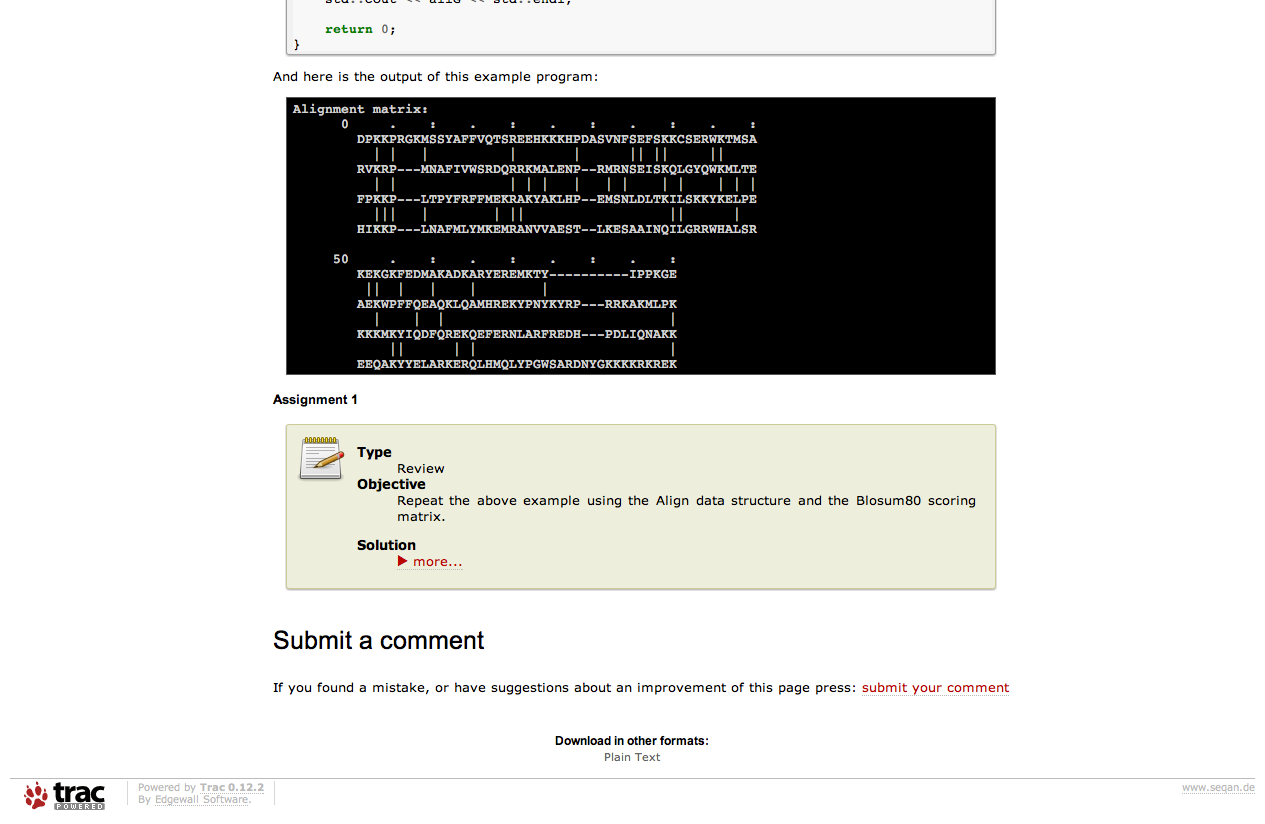 std::cout << aliG << std::endl;
return 0;
}
And here is the output of this example program:
Alignment matrix:
0     .    :    .    :    .    :    .    :    .    :
DPKKPRGKMSSYAFFVQTSREEHKKKHPDASVNFSEFSKKCSERWKTMSA
  | |   |          |       |      || ||     ||
RVKRP---MNAFIVWSRDQRRKMALENP--RMRNSEISKQLGYQWKMLTE
  | |              | | |   |   | |    | |    | | |
FPKKP---LTPYFRFFMEKRAKYAKLHP--EMSNLDLTKILSKKYKELPE
  |||   |        | ||                  ||      |
HIKKP---LNAFMLYMKEMRANVVAEST--LKESAAINQILGRRWHALSR
50     .    :    .    :    .    :    .    :
KEKGKFEDMAKADKARYEREMKTY----------IPPKGE
 ||  |   |    |        |
AEKWPFFQEAQKLQAMHREKYPNYKYRP---RRKAKMLPK
  |    |  |                            |
KKKMKYIQDFQREKQEFERNLARFREDH---PDLIQNAKK
    ||      | |                        |
EEQAKYYELARKERQLHMQLYPGWSARDNYGKKKKRKREK
Assignment 1
Type
Review
Objective
Repeat the above example using the Align data structure and the Blosum80 scoring
matrix.
Solution
▶ more...
Submit a comment
If you found a mistake, or have suggestions about an improvement of this page press: submit your comment
Download in other formats:
Plain Text
trac
POWERED
Powered by Trac 0.12.2
By Edgewall Software.
www.seqan.de